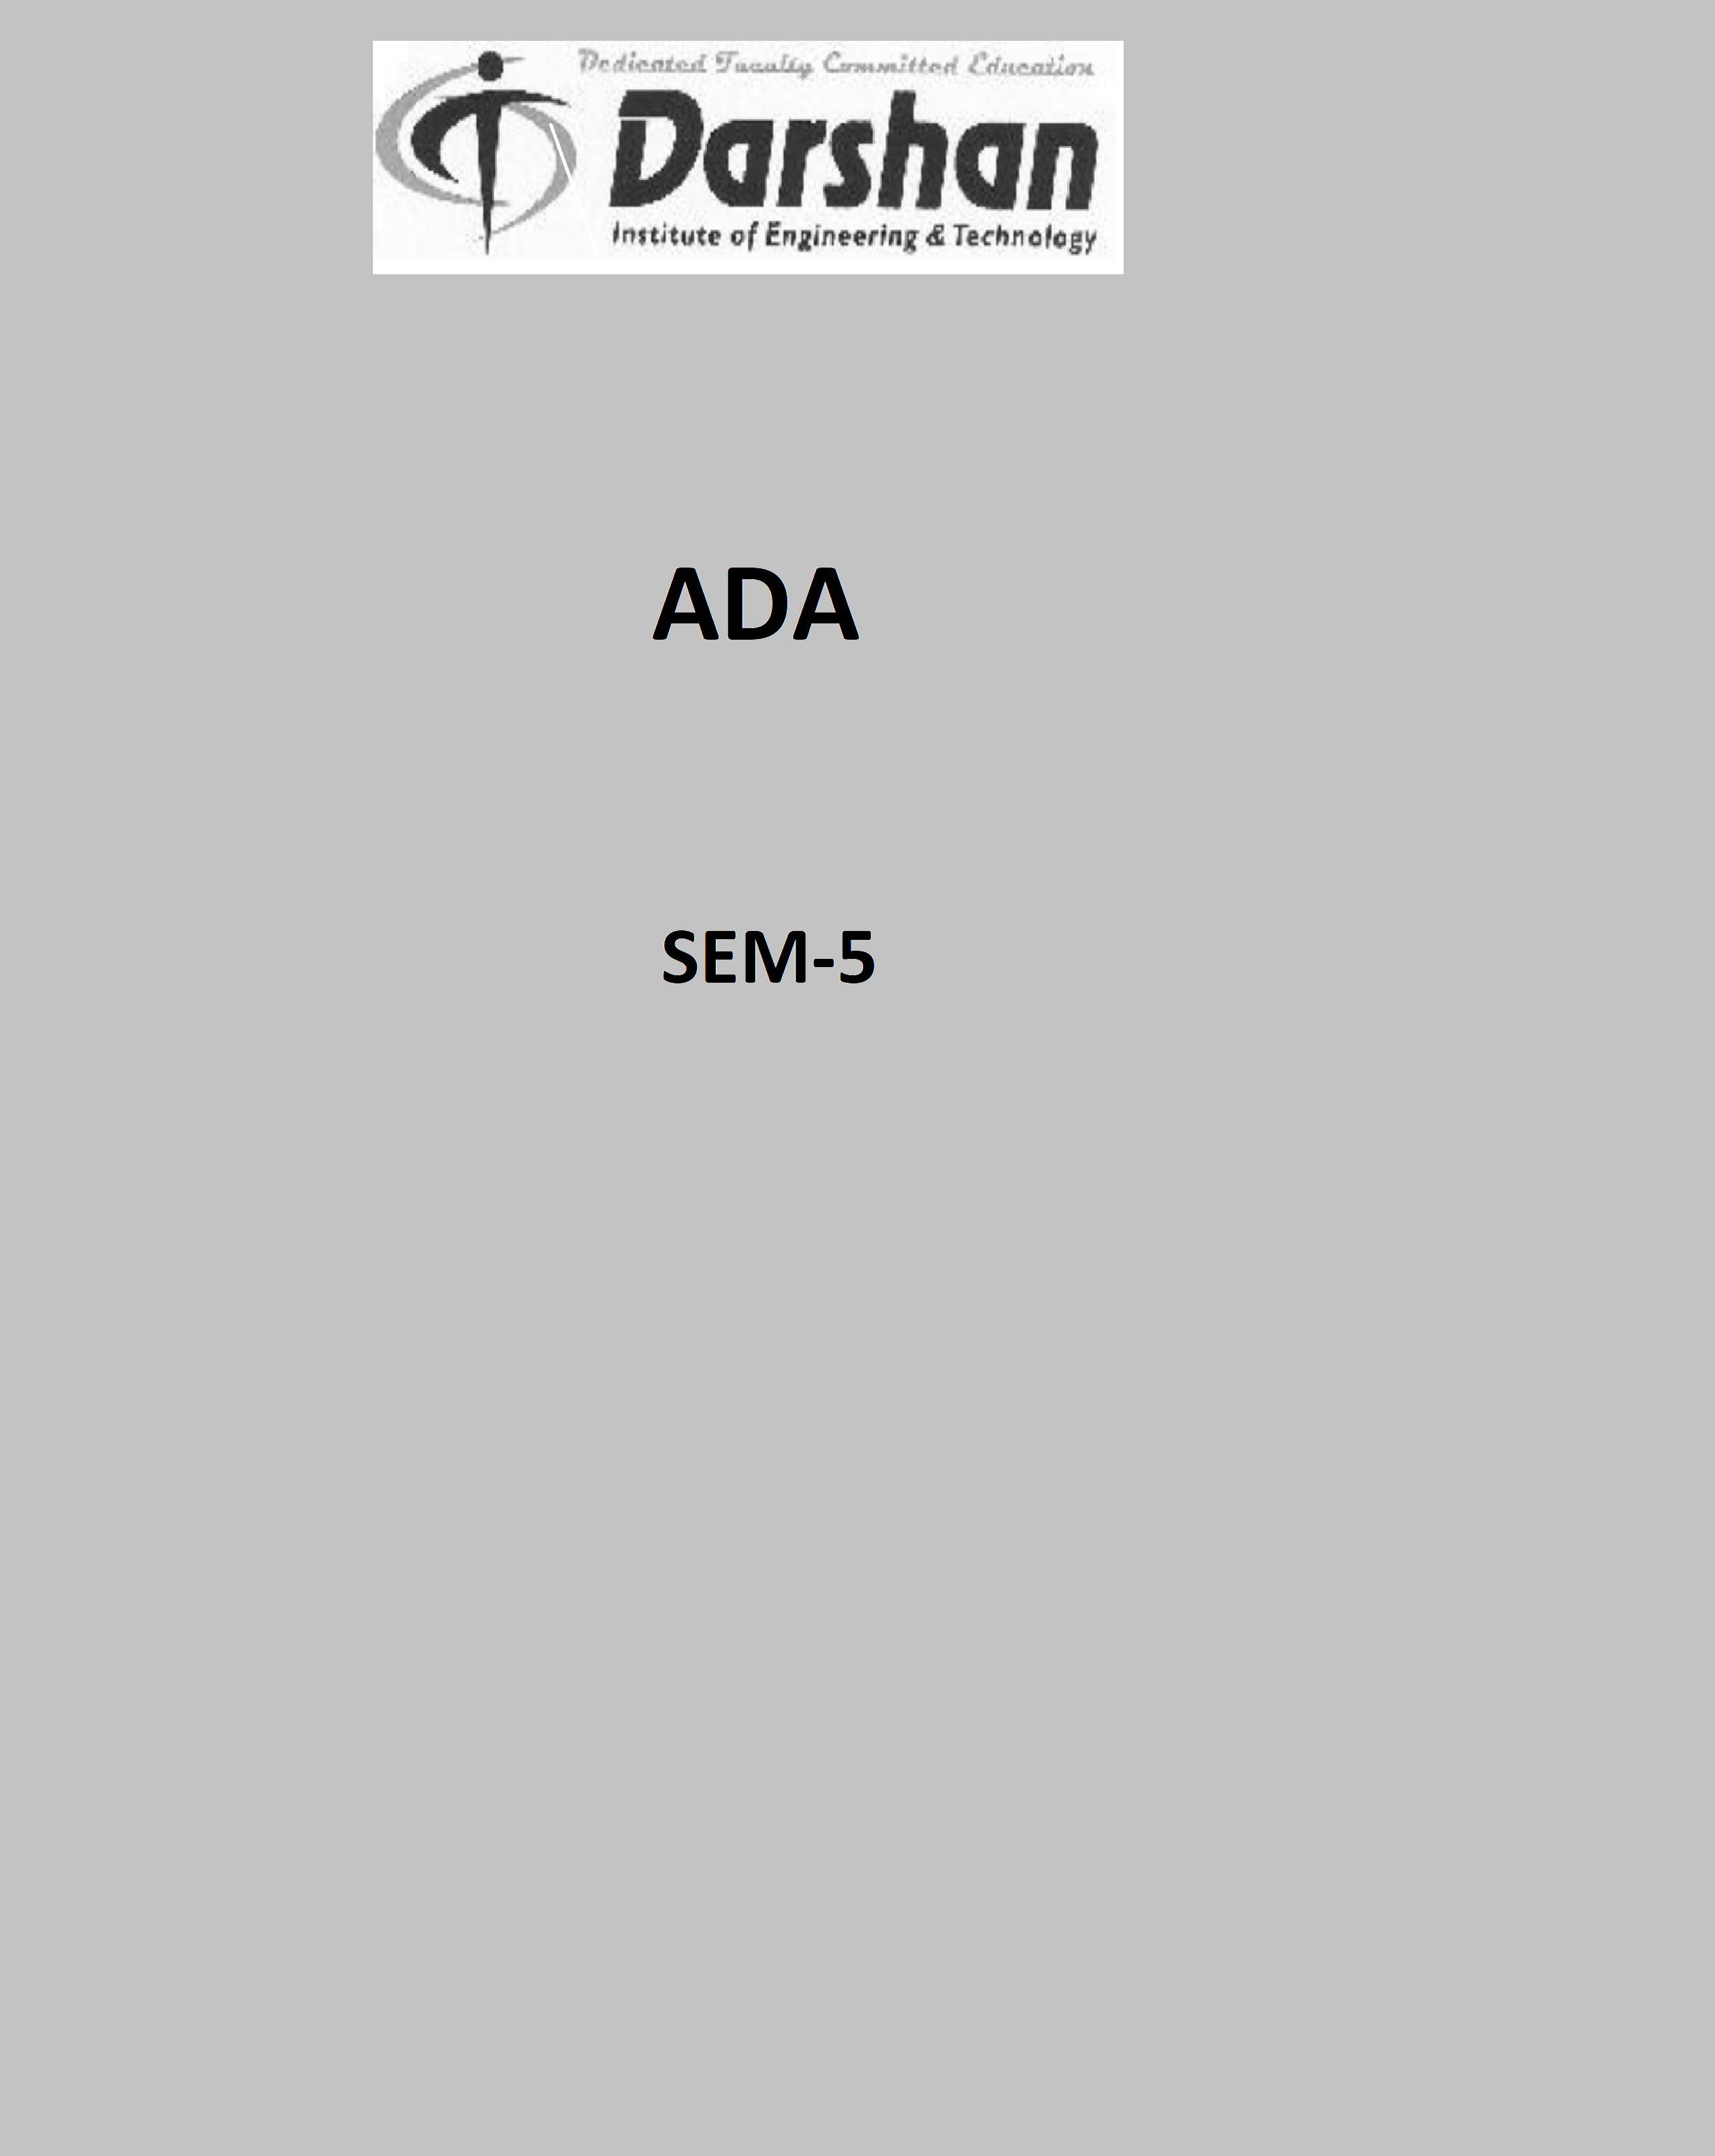 Dedicated Faculty Committed Education
Darshan
Institute of Engineering & Technology
ADA
SEM-5